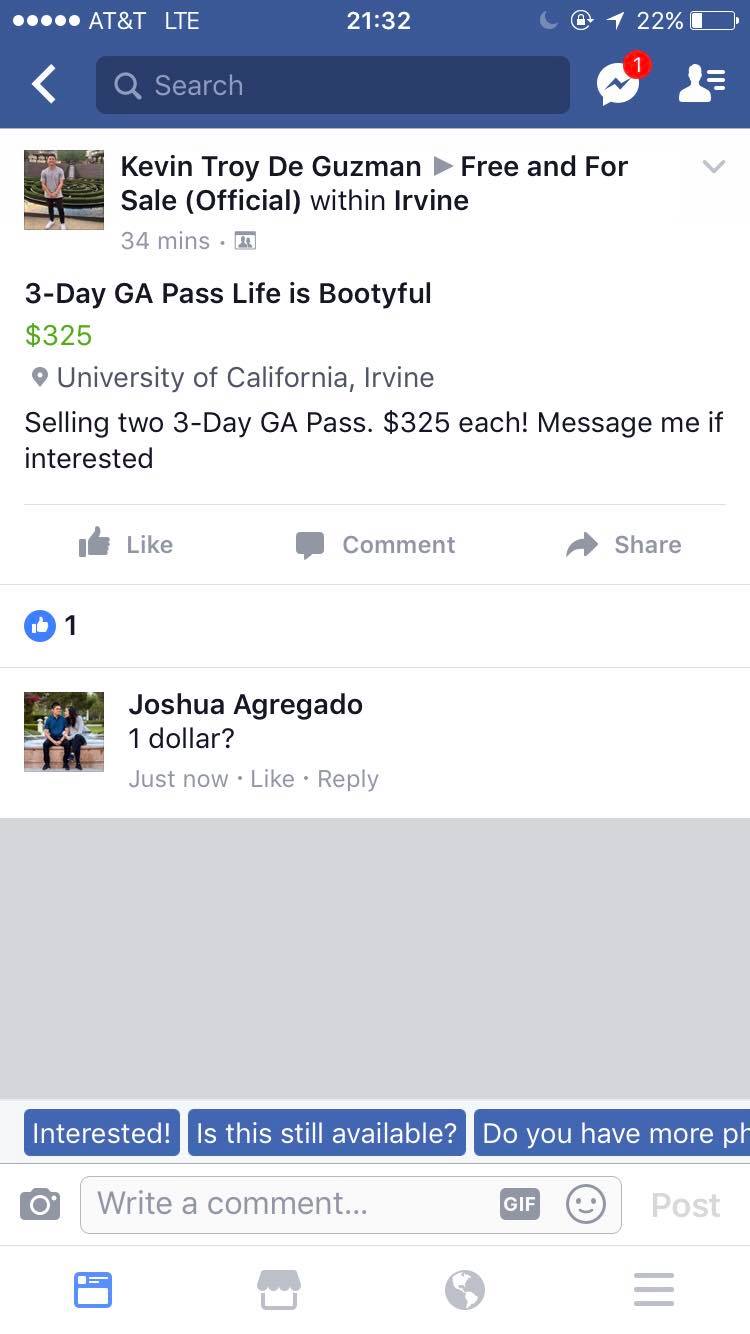 AT&T LTE 21:32 22%
Search 1
Kevin Troy De Guzman ▶ Free and For
Sale (Official) within Irvine
34 mins ·
3-Day GA Pass Life is Bootyful
$325
University of California, Irvine
Selling two 3-Day GA Pass. $325 each! Message me if
interested
Like Comment Share
1
Joshua Agregado
1 dollar?
Just now · Like · Reply
Interested! Is this still available? Do you have more ph
Write a comment... GIF Post